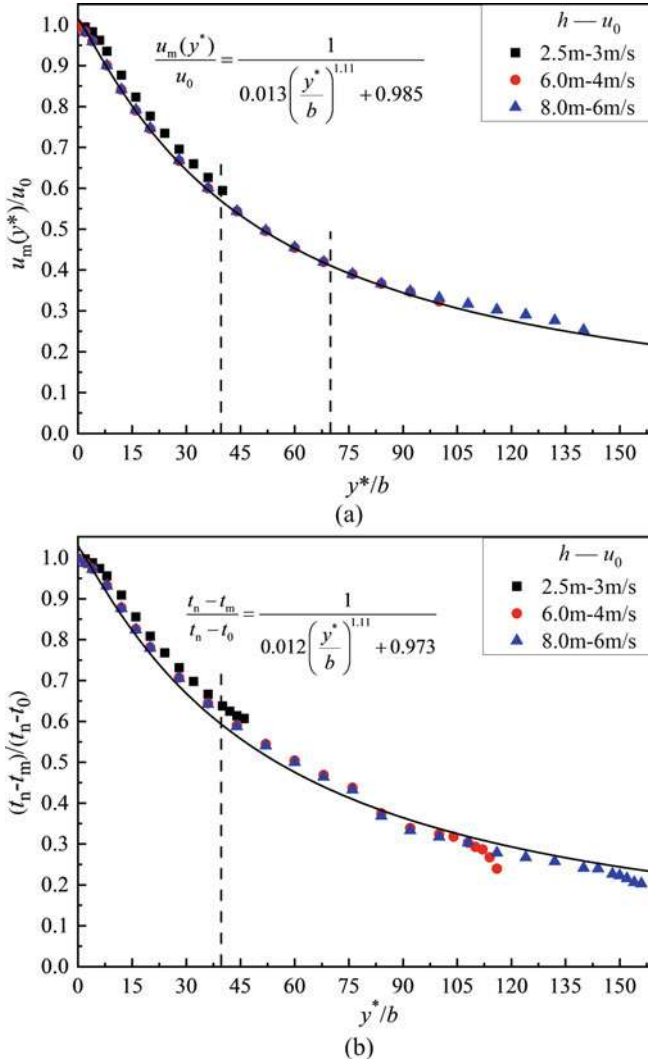 h — u₀
2.5m-3m/s
6.0m-4m/s
8.0m-6m/s
u_m(y*)/u₀ = 1/(0.013(y*/b)^1.11 + 0.985)
u_m(y*)/u₀
1.0
0.9
0.8
0.7
0.6
0.5
0.4
0.3
0.2
0.1
0.0
0 15 30 45 60 75 90 105 120 135 150
y*/b
(a)
h — u₀
2.5m-3m/s
6.0m-4m/s
8.0m-6m/s
(t_n − t_m)/(t_n − t₀) = 1/(0.012(y*/b)^1.11 + 0.973)
(t_n-t_m)/(t_n-t_0)
1.0
0.9
0.8
0.7
0.6
0.5
0.4
0.3
0.2
0.1
0.0
0 15 30 45 60 75 90 105 120 135 150
y*/b
(b)